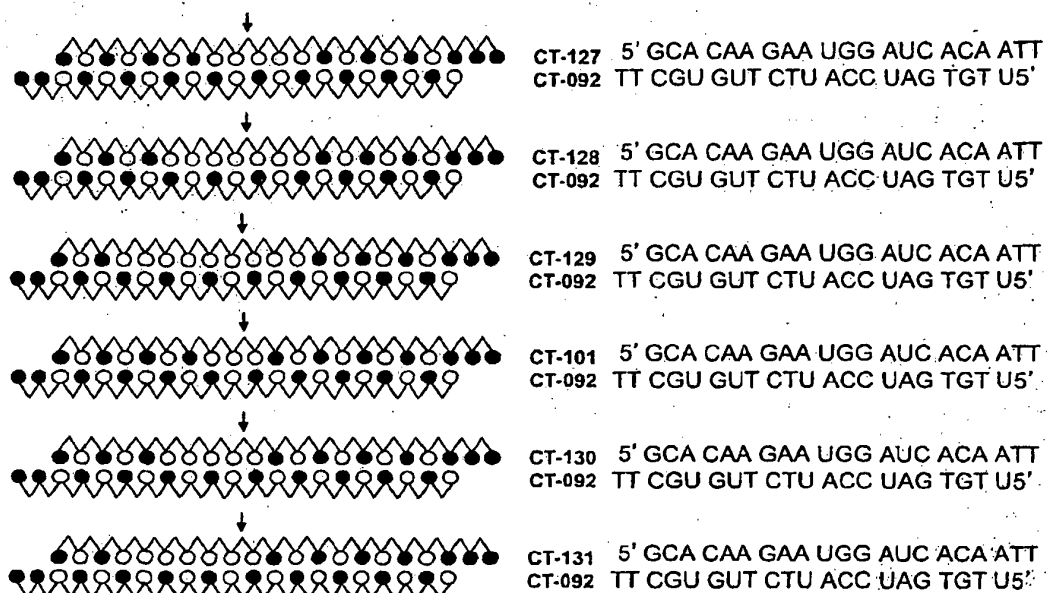 CT-127 5' GCA CAA GAA UGG AUC ACA ATT
CT-092 TT CGU GUT CTU ACC UAG TGT U5'
CT-128 5' GCA CAA GAA UGG AUC ACA ATT
CT-092 TT CGU GUT CTU ACC UAG TGT U5'
CT-129 5' GCA CAA GAA UGG AUC ACA ATT
CT-092 TT CGU GUT CTU ACC UAG TGT U5'
CT-101 5' GCA CAA GAA UGG AUC ACA ATT
CT-092 TT CGU GUT CTU ACC UAG TGT U5'
CT-130 5' GCA CAA GAA UGG AUC ACA ATT
CT-092 TT CGU GUT CTU ACC UAG TGT U5'
CT-131 5' GCA CAA GAA UGG AUC ACA ATT
CT-092 TT CGU GUT CTU ACC UAG TGT U5'